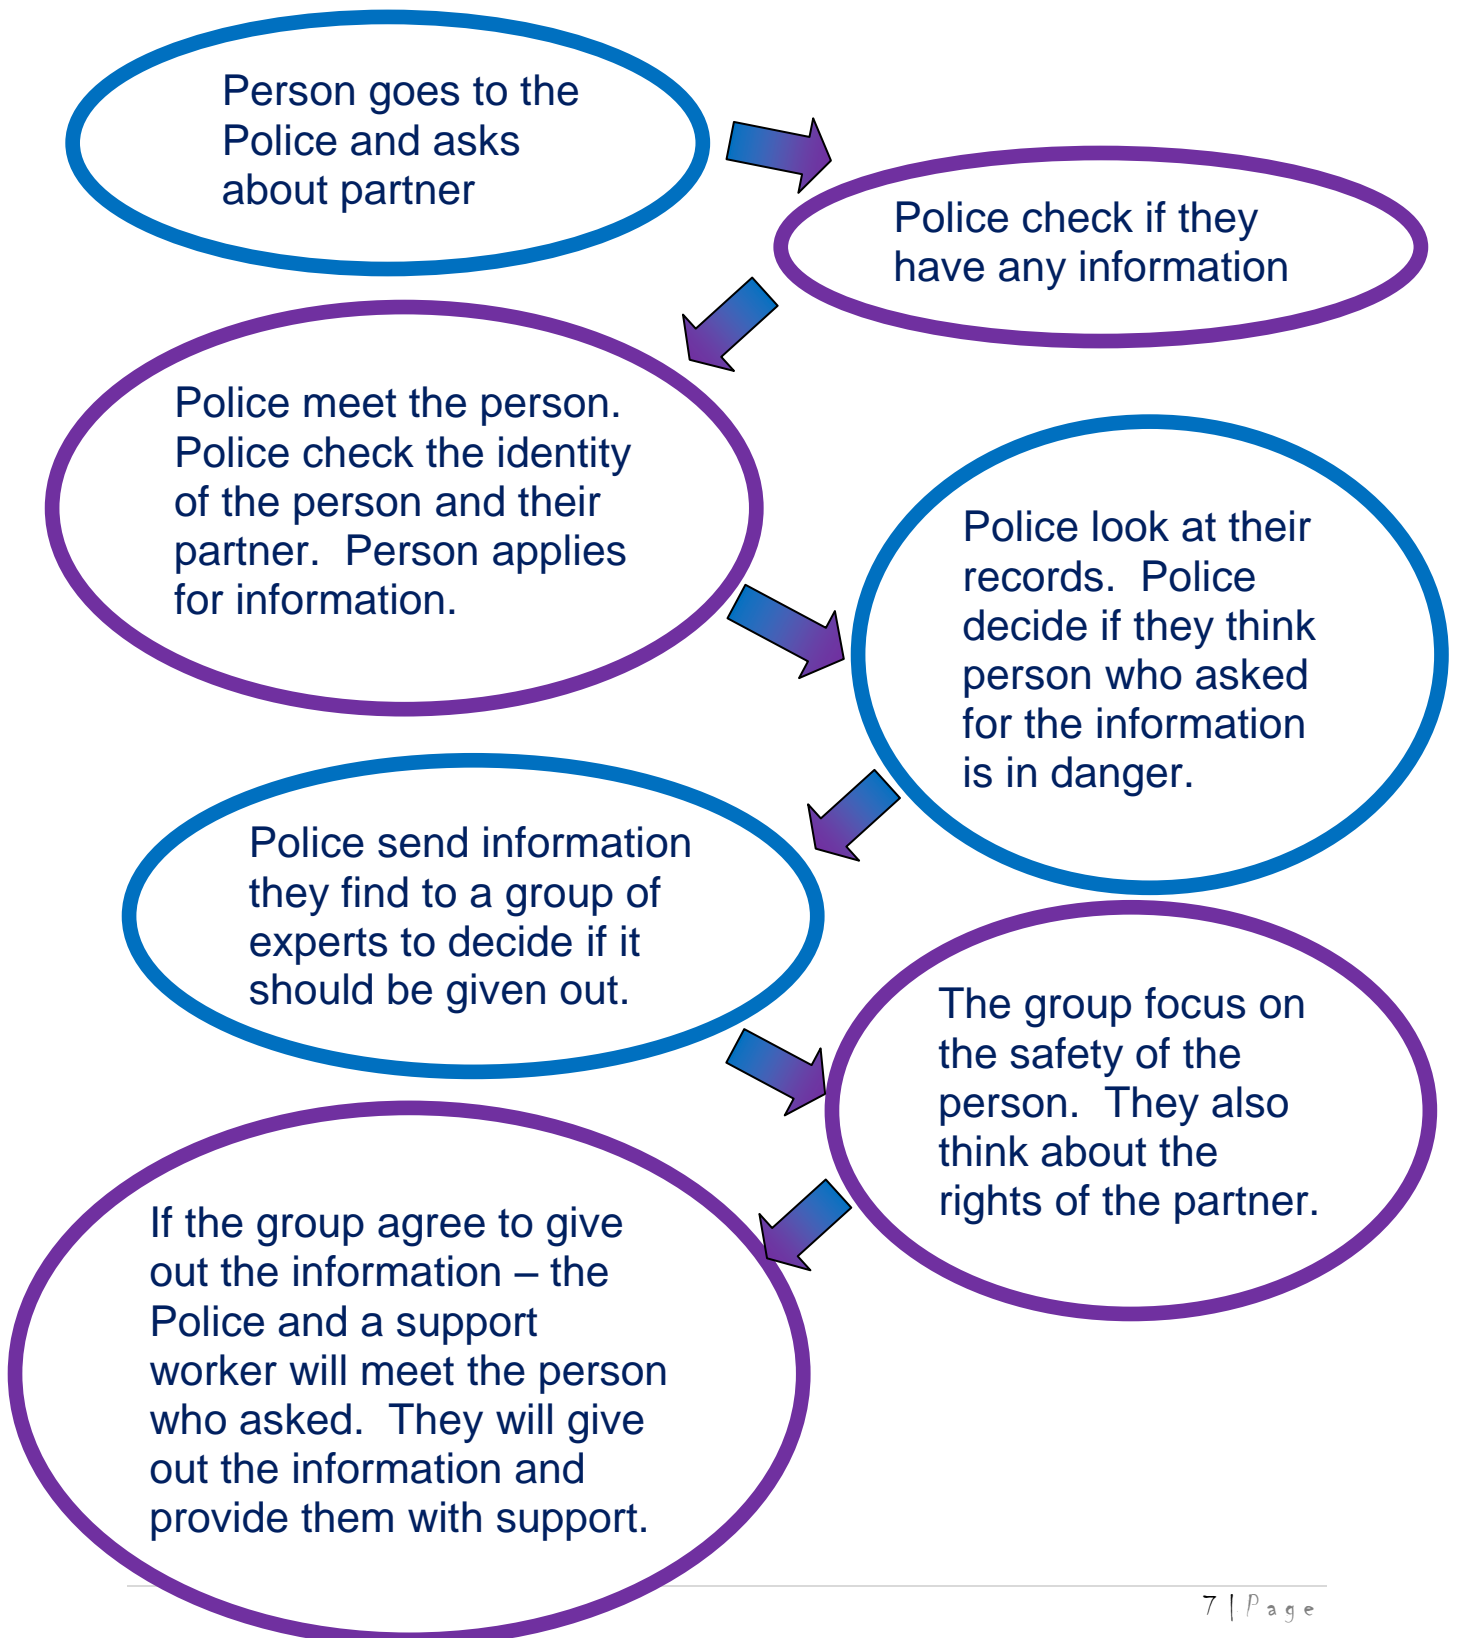 Person goes to the
Police and asks
about partner
Police check if they
have any information
Police meet the person.
Police check the identity
of the person and their
partner.  Person applies
for information.
Police look at their
records.  Police
decide if they think
person who asked
for the information
is in danger.
Police send information
they find to a group of
experts to decide if it
should be given out.
The group focus on
the safety of the
person.  They also
think about the
rights of the partner.
If the group agree to give
out the information – the
Police and a support
worker will meet the person
who asked.  They will give
out the information and
provide them with support.
7 | Page